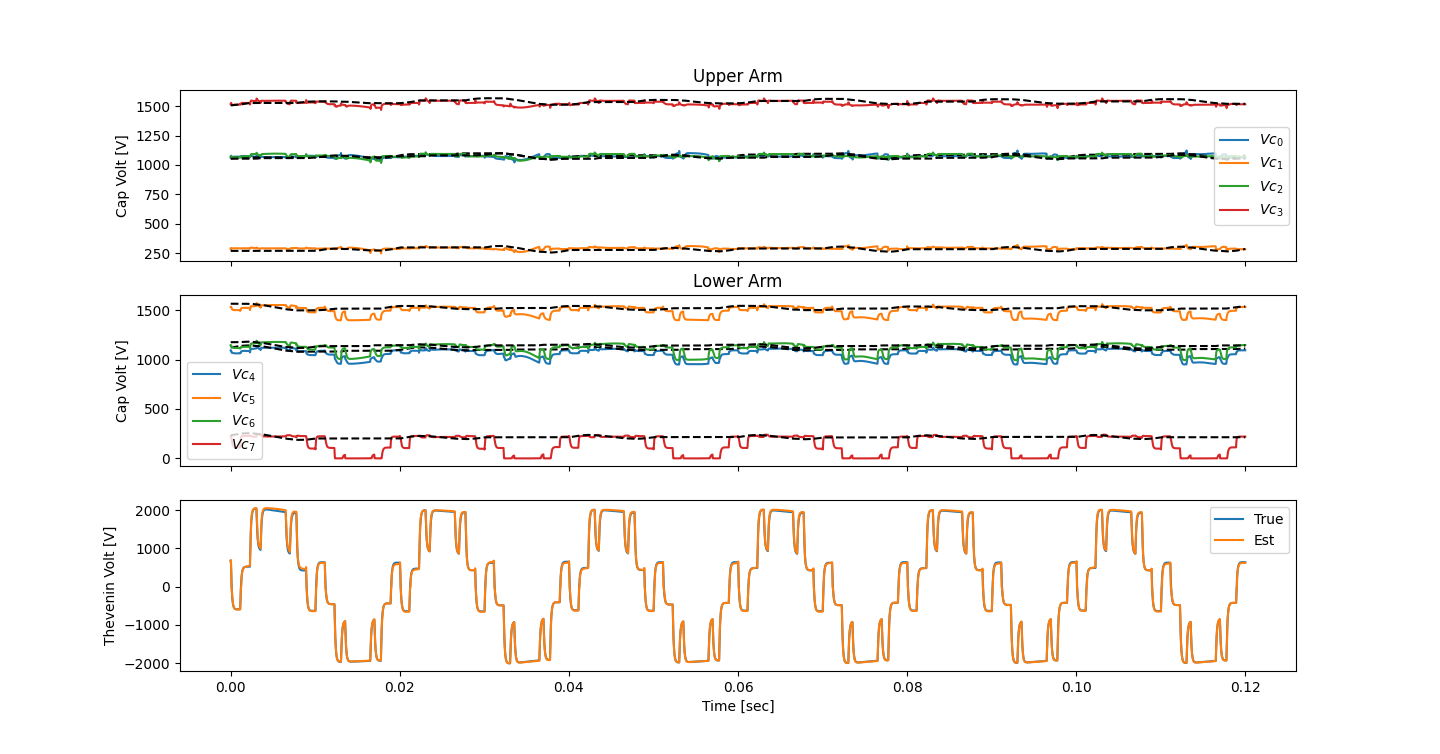 Upper Arm
Cap Volt [V]
1500
1250
1000
750
500
250
Vc0
Vc1
Vc2
Vc3
Lower Arm
Cap Volt [V]
1500
1000
500
0
Vc4
Vc5
Vc6
Vc7
Thevenin Volt [V]
2000
1000
0
−1000
−2000
True
Est
0.00 0.02 0.04 0.06 0.08 0.10 0.12
Time [sec]